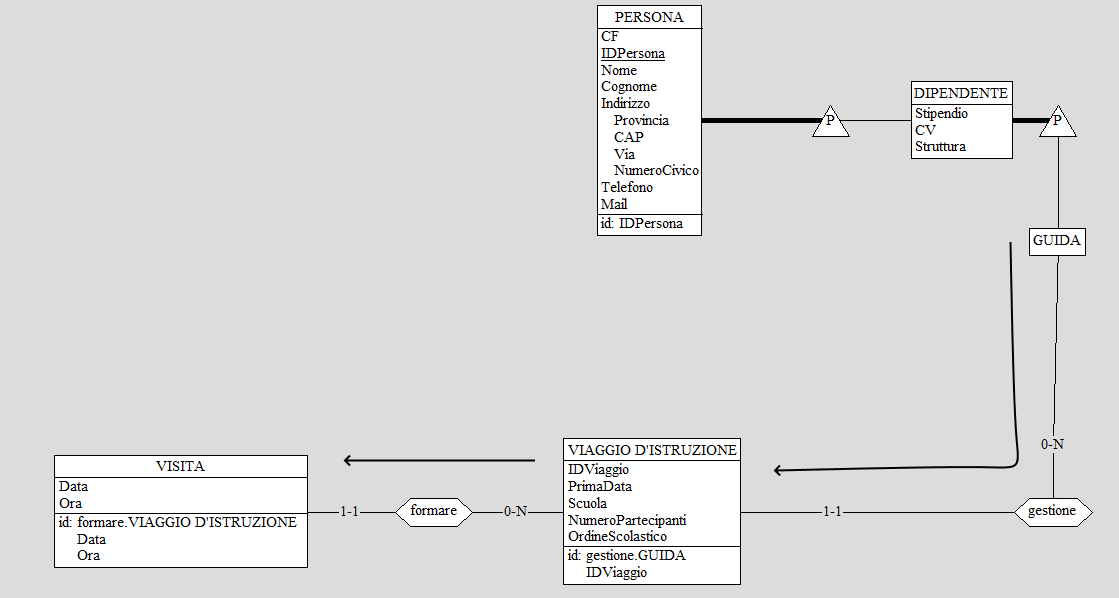 PERSONA
CF
IDPersona
Nome
Cognome
Indirizzo
Provincia
CAP
Via
NumeroCivico
Telefono
Mail
id: IDPersona
P
DIPENDENTE
Stipendio
CV
Struttura
P
GUIDA
0-N
gestione
1-1
VIAGGIO D'ISTRUZIONE
IDViaggio
PrimaData
Scuola
NumeroPartecipanti
OrdineScolastico
id: gestione.GUIDA
IDViaggio
0-N
formare
1-1
VISITA
Data
Ora
id: formare.VIAGGIO D'ISTRUZIONE
Data
Ora